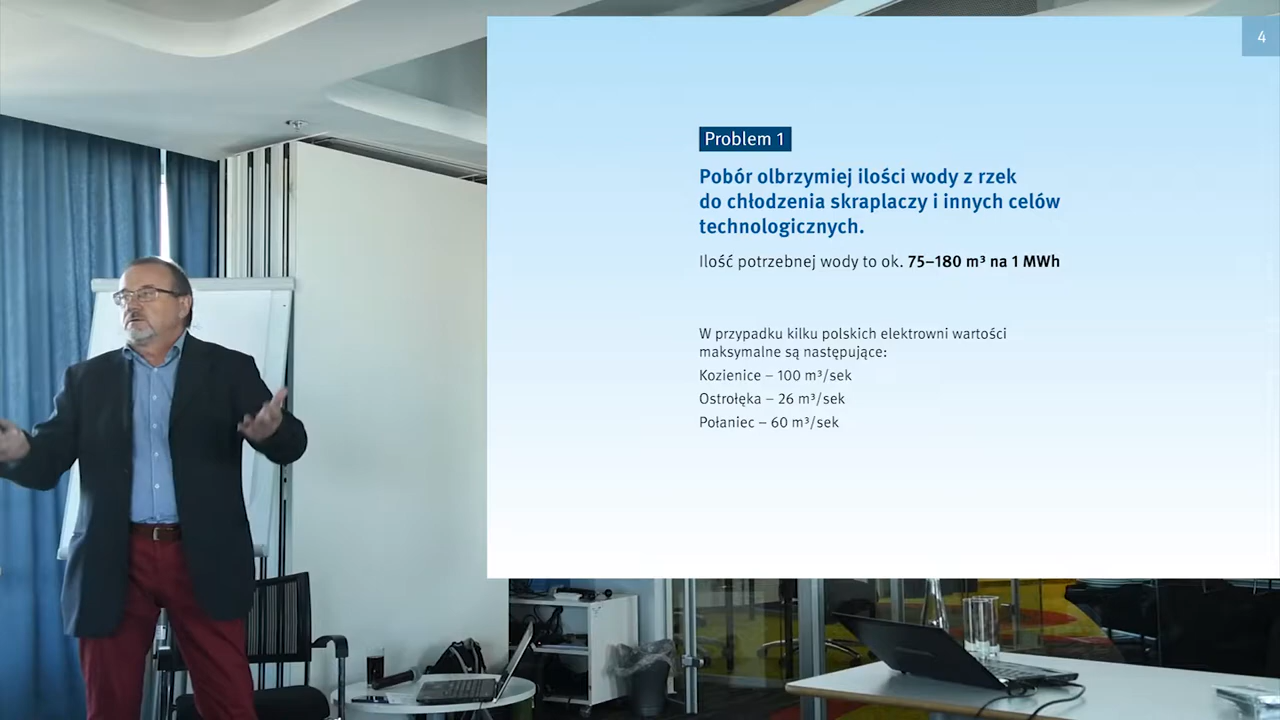 4
Problem 1
Pobór olbrzymiej ilości wody z rzek
do chłodzenia skraplaczy i innych celów
technologicznych.
Ilość potrzebnej wody to ok. 75–180 m³ na 1 MWh
W przypadku kilku polskich elektrowni wartości
maksymalne są następujące:
Kozienice – 100 m³/sek
Ostrołęka – 26 m³/sek
Połaniec – 60 m³/sek